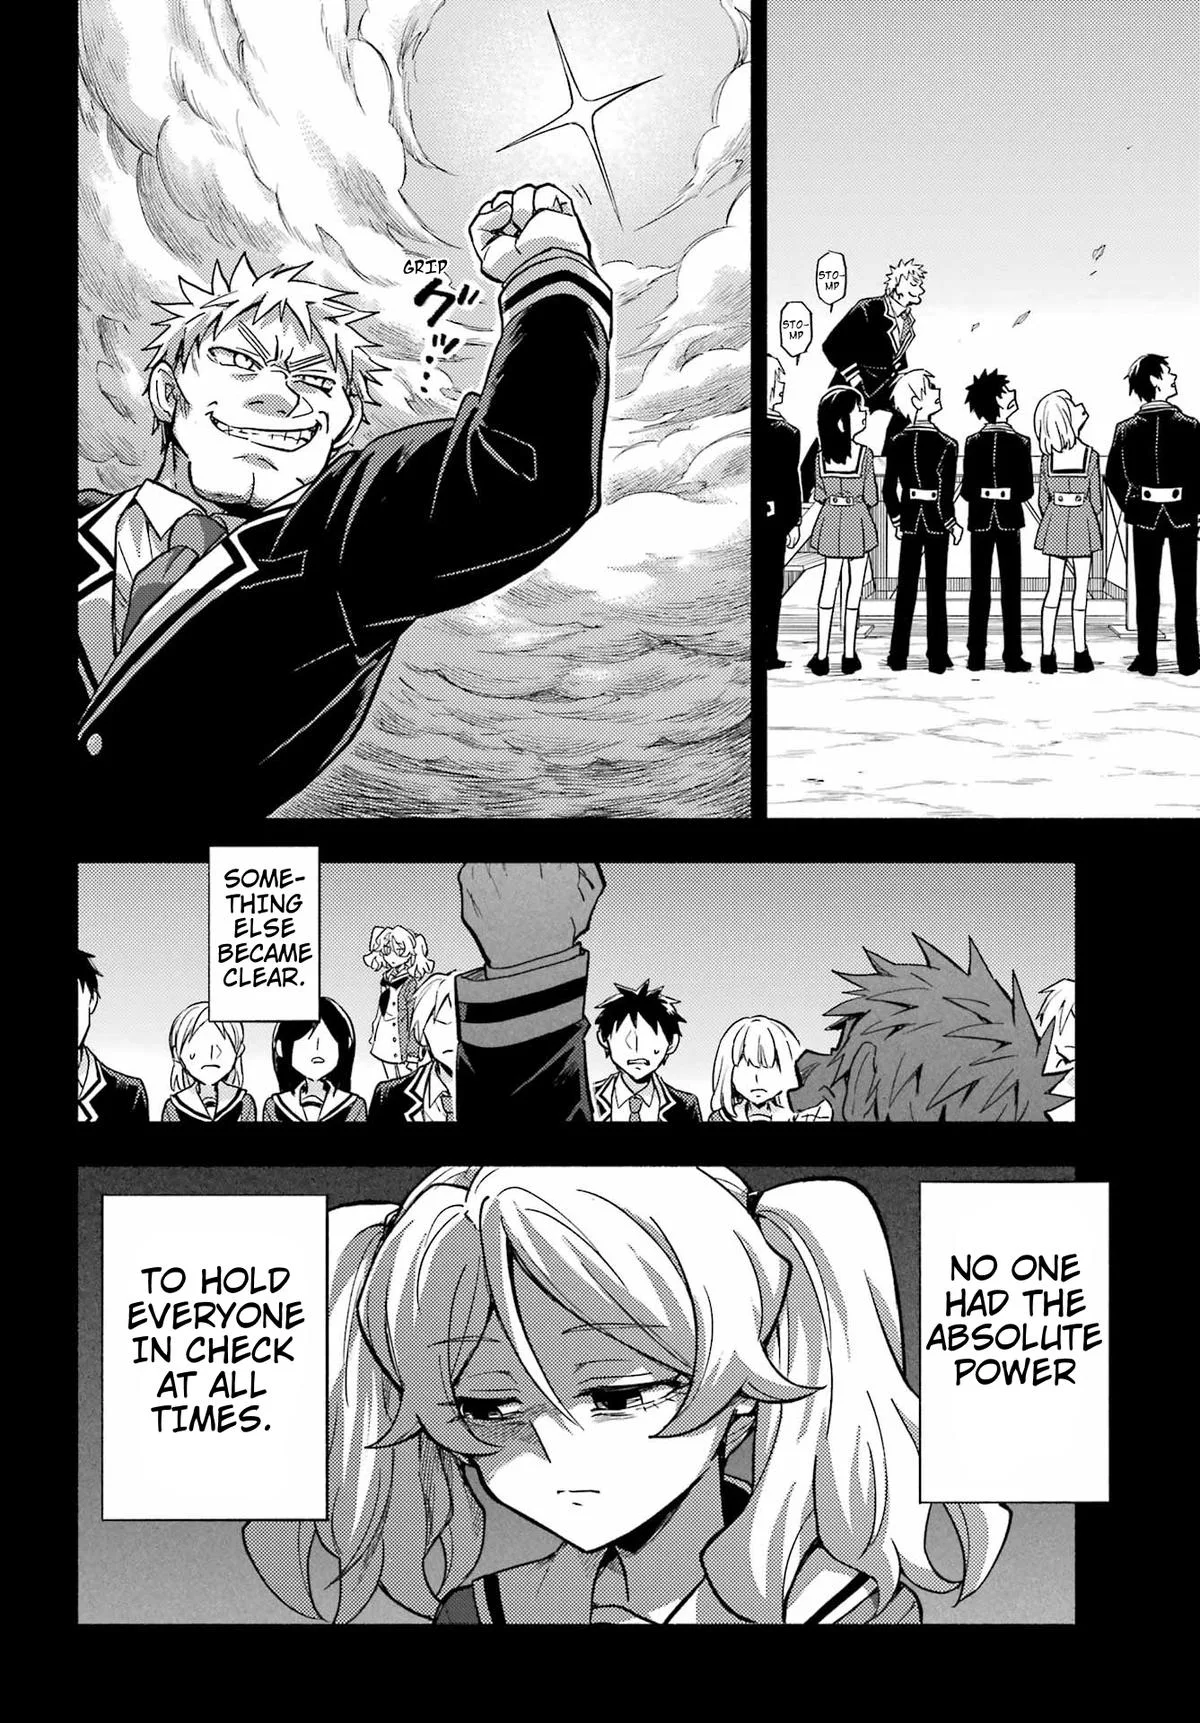 STO-
MP
STO-
MP
GRIP
グッ…
SOME-
THING
ELSE
BECAME
CLEAR.
NO ONE
HAD THE
ABSOLUTE
POWER
TO HOLD
EVERYONE
IN CHECK
AT ALL
TIMES.